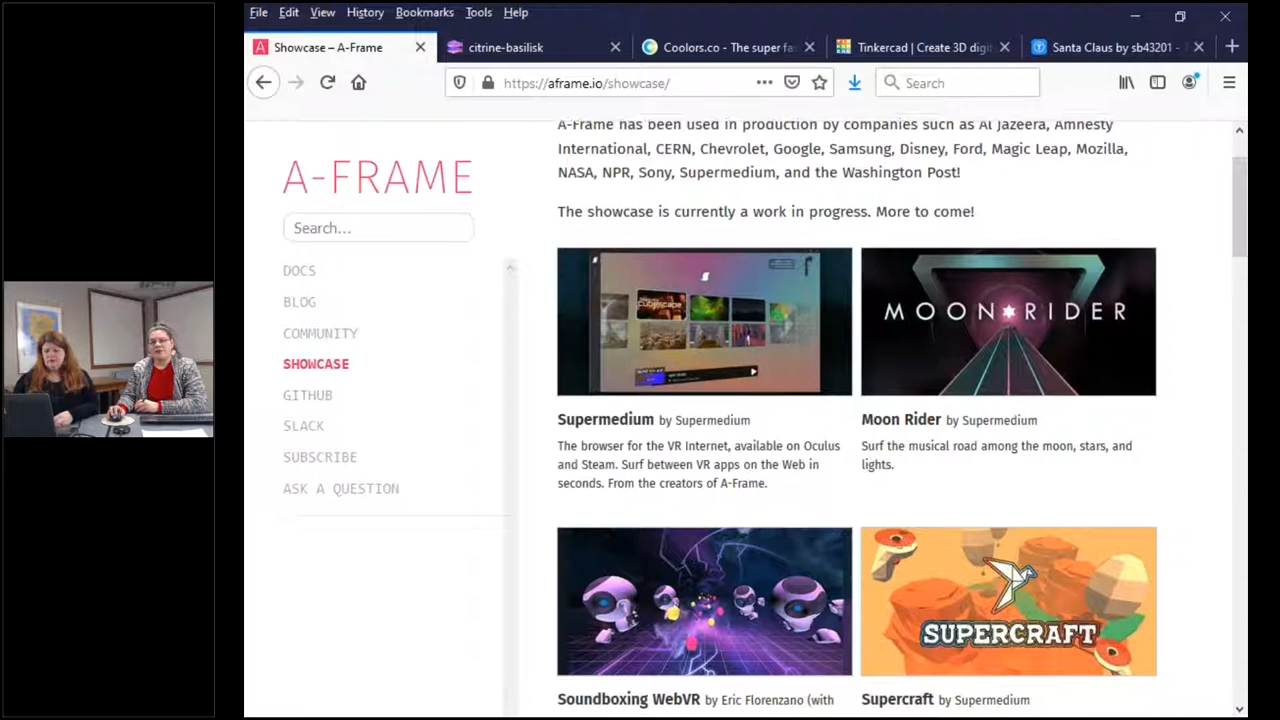 File Edit View History Bookmarks Tools Help
Showcase – A-Frame
citrine-basilisk
Coolors.co - The super fas
Tinkercad | Create 3D digit
Santa Claus by sb43201 - T
https://aframe.io/showcase/
Search
A-FRAME
Search...
DOCS
BLOG
COMMUNITY
SHOWCASE
GITHUB
SLACK
SUBSCRIBE
ASK A QUESTION
A-Frame has been used in production by companies such as Al Jazeera, Amnesty
International, CERN, Chevrolet, Google, Samsung, Disney, Ford, Magic Leap, Mozilla,
NASA, NPR, Sony, Supermedium, and the Washington Post!
The showcase is currently a work in progress. More to come!
MOON RIDER
Supermedium by Supermedium
The browser for the VR Internet, available on Oculus
and Steam. Surf between VR apps on the Web in
seconds. From the creators of A-Frame.
Moon Rider by Supermedium
Surf the musical road among the moon, stars, and
lights.
SUPERCRAFT
Soundboxing WebVR by Eric Florenzano (with
Supercraft by Supermedium